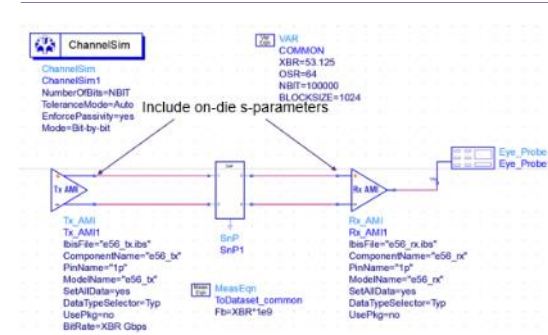 ChannelSim
ChannelSim
ChannelSim1
NumberOfBits=NBIT
ToleranceMode=Auto
EnforcePassivity=yes
Mode=Bit-by-bit
Var
Eqn
VAR
COMMON
XBR=53.125
OSR=64
NBIT=100000
BLOCKSIZE=1024
Include on-die s-parameters
Tx AMI
Rx AMI
Eye_Probe
Eye_Probe
Tx_AMI
Tx_AMI1
IbisFile="e56_tx.ibs"
ComponentName="e56_tx"
PinName="1p"
ModelName="e56_tx"
SetAllData=yes
DataTypeSelector=Typ
UsePkg=no
BitRate=XBR Gbps
SnP
SnP1
Meas
Eqn
MeasEqn
ToDataset_common
Fb=XBR*1e9
Rx_AMI
Rx_AMI1
IbisFile="e56_rx.ibs"
ComponentName="e56_rx"
PinName="1p"
ModelName="e56_rx"
SetAllData=yes
DataTypeSelector=Typ
UsePkg=no